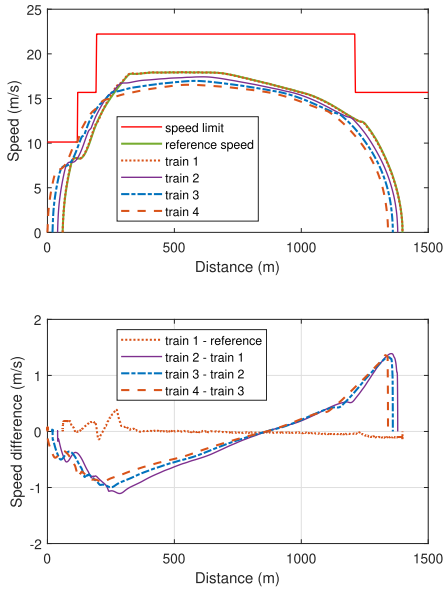 25
20
15
10
5
0
Speed (m/s)
speed limit
reference speed
train 1
train 2
train 3
train 4
0
500
1000
1500
Distance (m)
2
1
0
-1
-2
Speed difference (m/s)
train 1 - reference
train 2 - train 1
train 3 - train 2
train 4 - train 3
0
500
1000
1500
Distance (m)